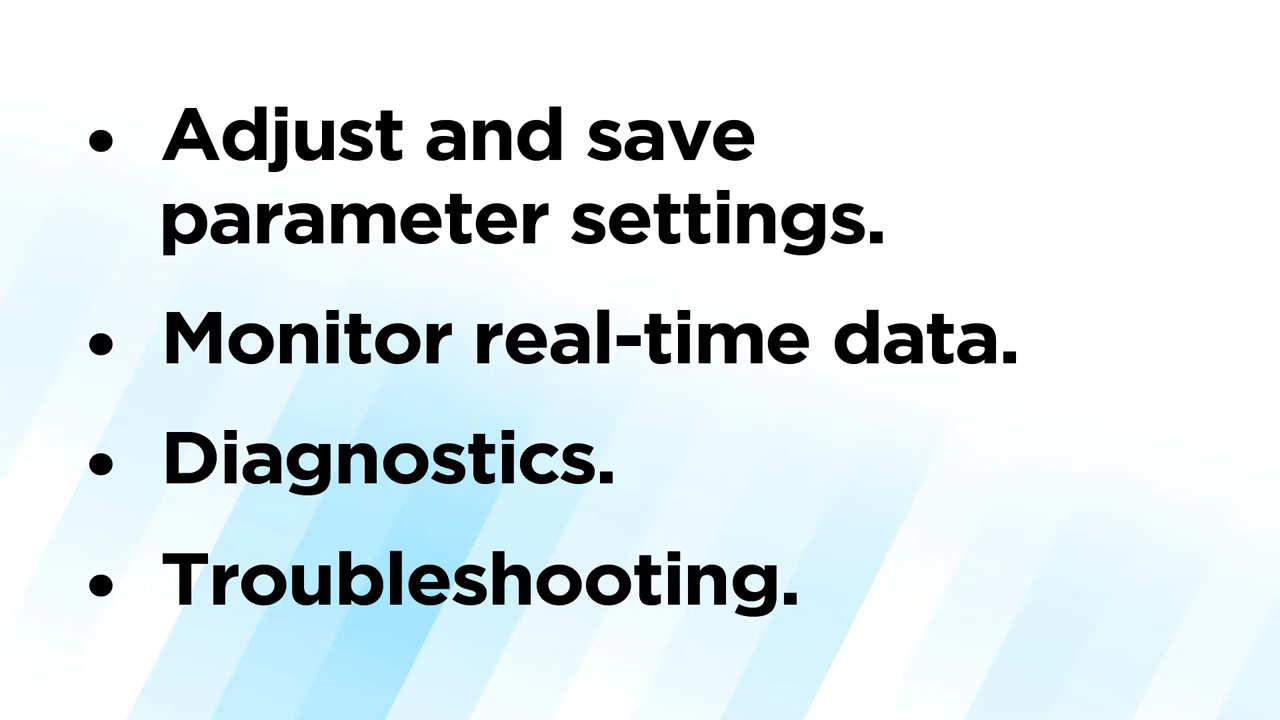 • Adjust and save
parameter settings.
• Monitor real-time data.
• Diagnostics.
• Troubleshooting.